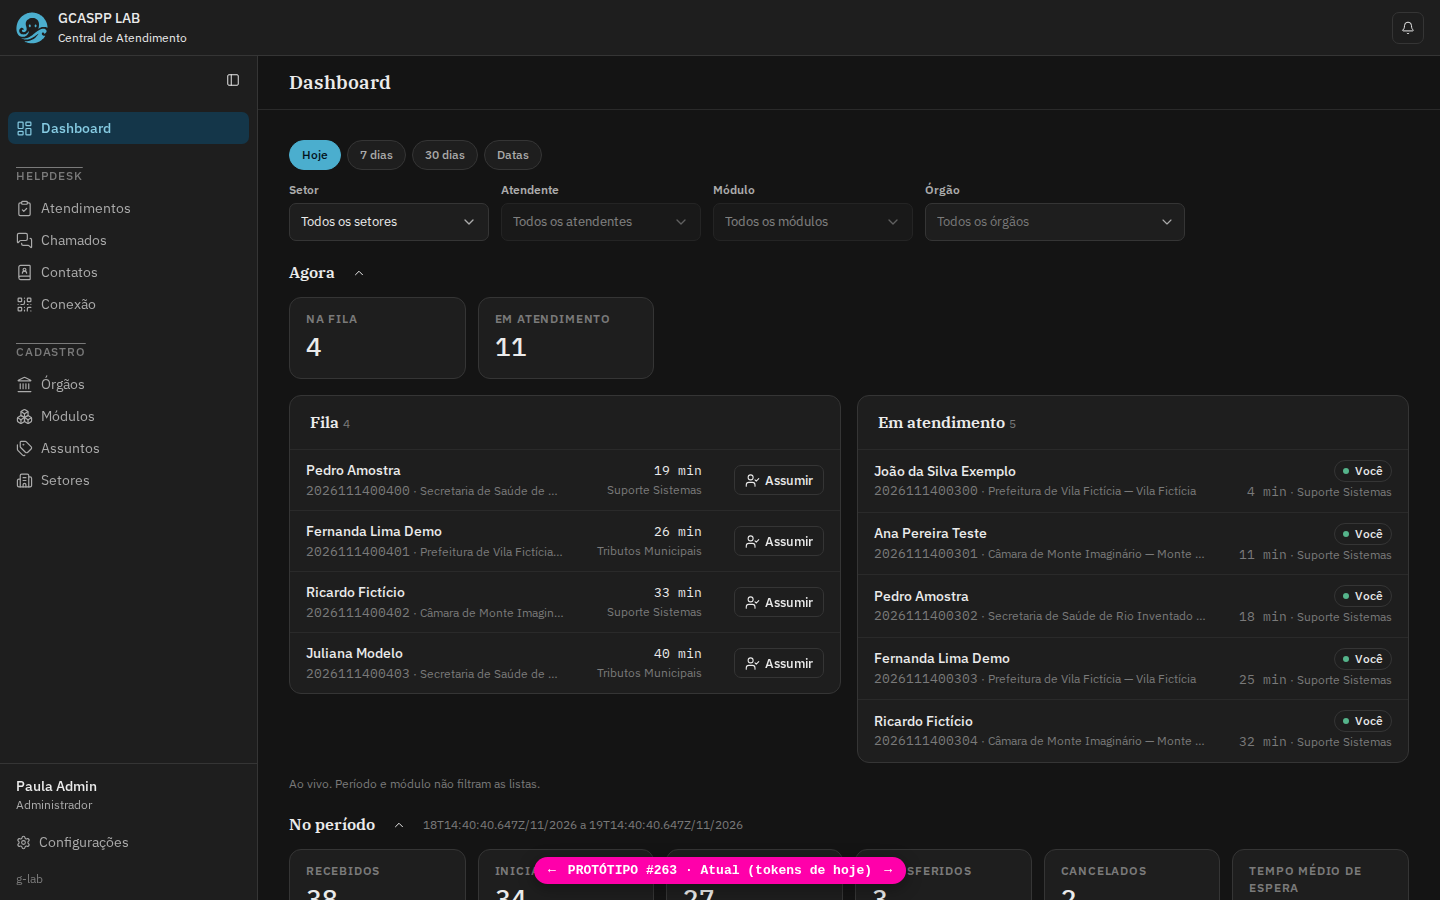 GCASPP LAB
Central de Atendimento
Dashboard
Dashboard
HELPDESK
Atendimentos
Chamados
Contatos
Conexão
CADASTRO
Órgãos
Módulos
Assuntos
Setores
Paula Admin
Administrador
Configurações
g-lab
Hoje
7 dias
30 dias
Datas
Setor
Atendente
Módulo
Órgão
Todos os setores
Todos os atendentes
Todos os módulos
Todos os órgãos
Agora
NA FILA
4
EM ATENDIMENTO
11
Fila 4
Pedro Amostra
19 min
2026111400400 · Secretaria de Saúde de ...
Suporte Sistemas
Assumir
Fernanda Lima Demo
26 min
2026111400401 · Prefeitura de Vila Fictícia...
Tributos Municipais
Assumir
Ricardo Fictício
33 min
2026111400402 · Câmara de Monte Imagin...
Suporte Sistemas
Assumir
Juliana Modelo
40 min
2026111400403 · Secretaria de Saúde de ...
Tributos Municipais
Assumir
Em atendimento 5
João da Silva Exemplo
Você
2026111400300 · Prefeitura de Vila Fictícia — Vila Fictícia
4 min · Suporte Sistemas
Ana Pereira Teste
Você
2026111400301 · Câmara de Monte Imaginário — Monte ...
11 min · Suporte Sistemas
Pedro Amostra
Você
2026111400302 · Secretaria de Saúde de Rio Inventado ...
18 min · Suporte Sistemas
Fernanda Lima Demo
Você
2026111400303 · Prefeitura de Vila Fictícia — Vila Fictícia
25 min · Suporte Sistemas
Ricardo Fictício
Você
2026111400304 · Câmara de Monte Imaginário — Monte ...
32 min · Suporte Sistemas
Ao vivo. Período e módulo não filtram as listas.
No período
18T14:40:40.647Z/11/2026 a 19T14:40:40.647Z/11/2026
RECEBIDOS
38
34
27
3
CANCELADOS
2
TEMPO MÉDIO DE
ESPERA
← PROTÓTIPO #263 · Atual (tokens de hoje) →